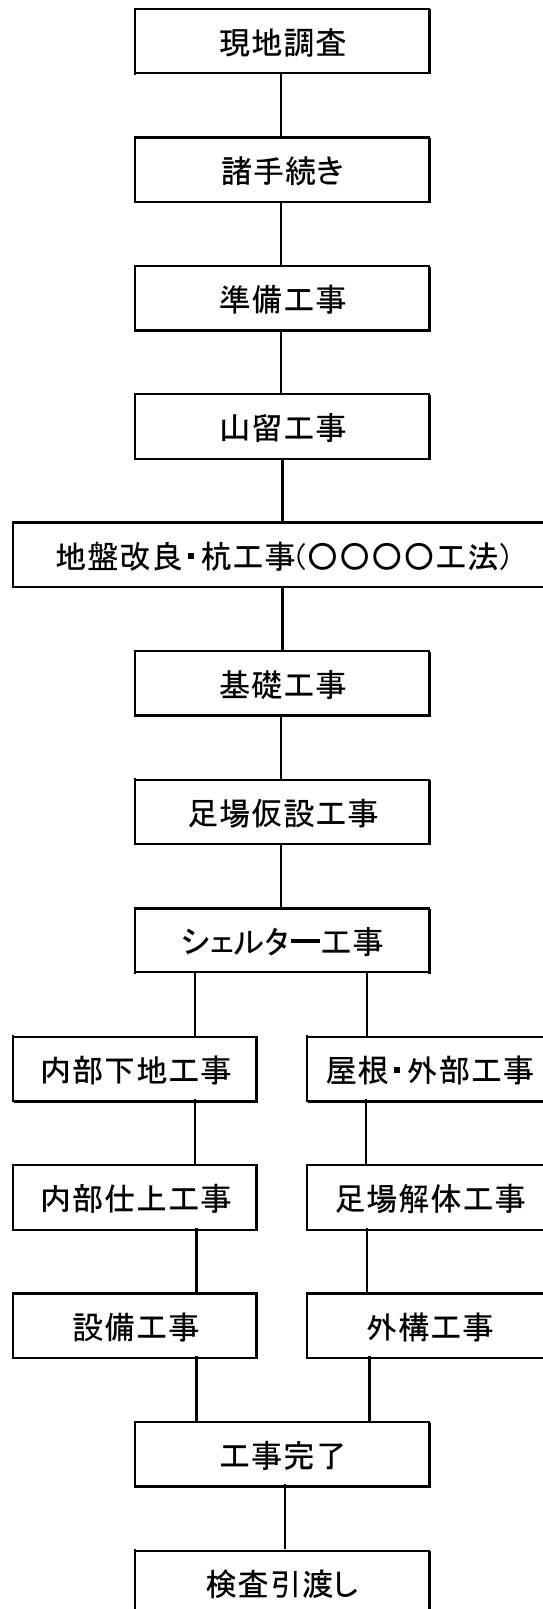 現地調査
諸手続き
準備工事
山留工事
地盤改良・杭工事(〇〇〇〇工法)
基礎工事
足場仮設工事
シェルター工事
内部下地工事
屋根・外部工事
内部仕上工事
足場解体工事
設備工事
外構工事
工事完了
検査引渡し